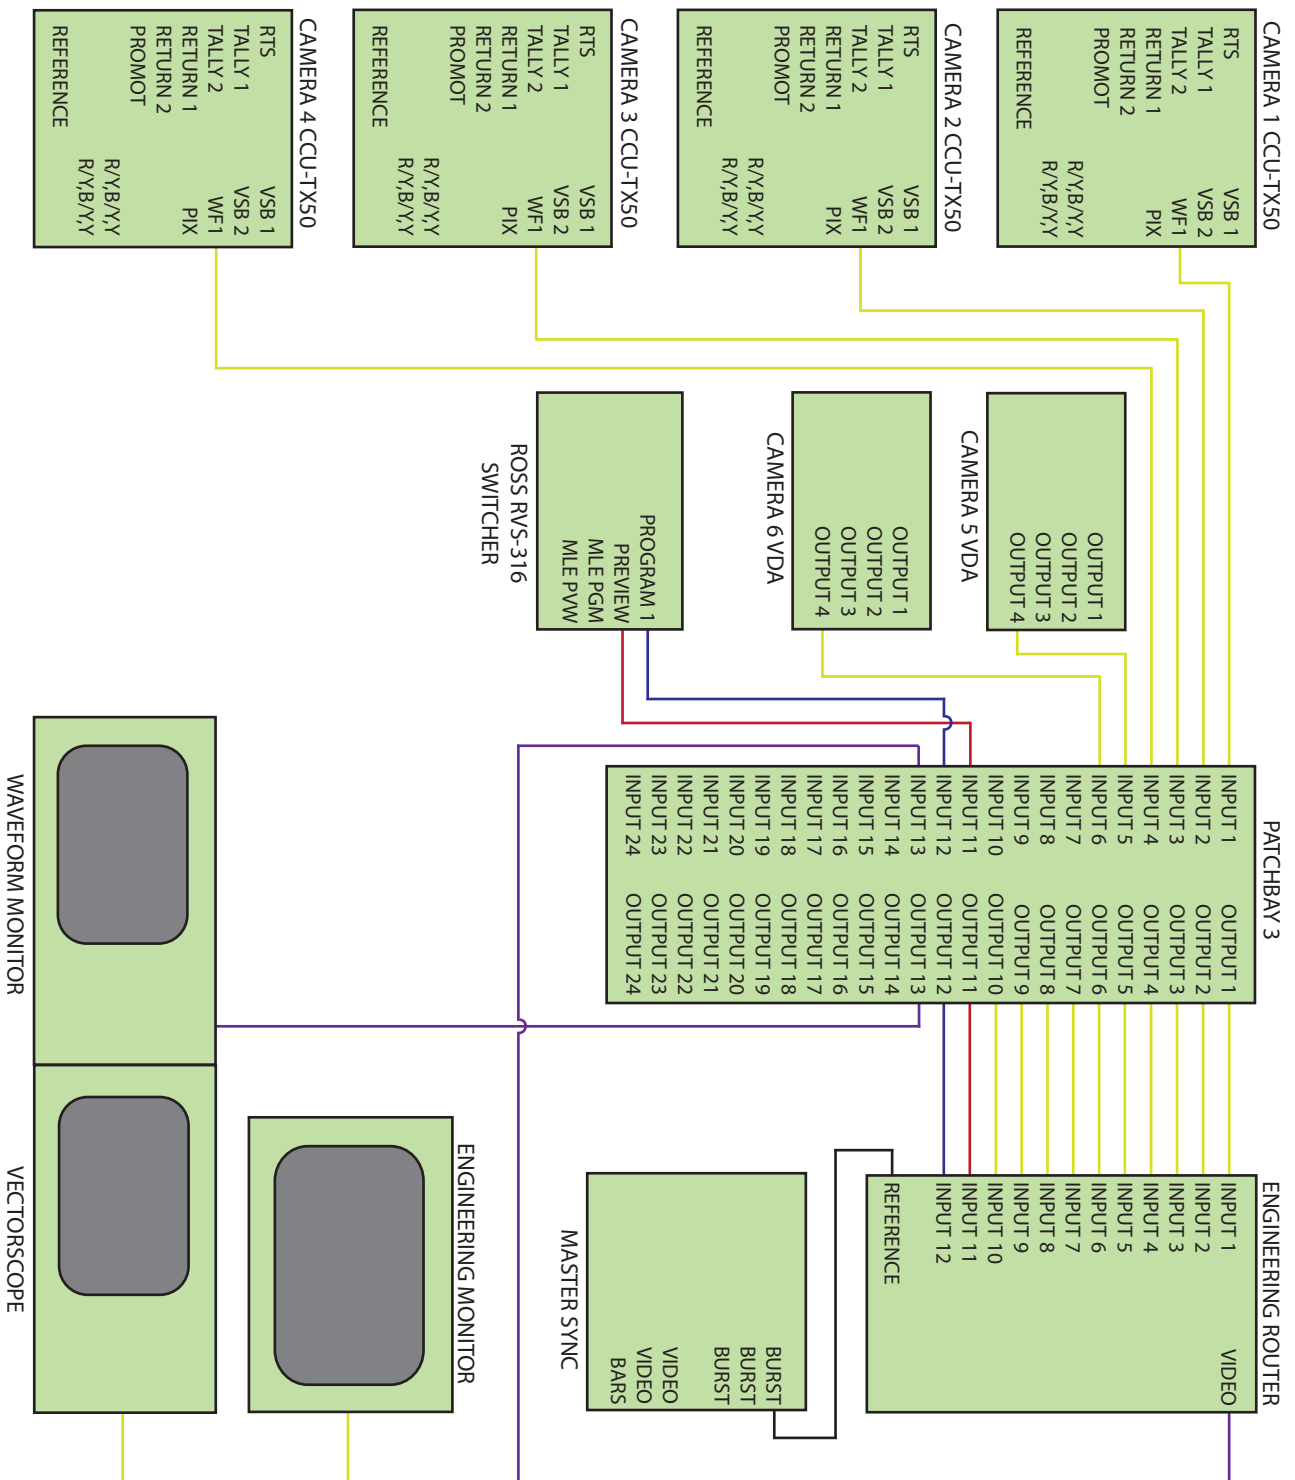 CAMERA 1 CCU-TX50
RTS
TALLY 1
TALLY 2
RETURN 1
RETURN 2
PROMOT
REFERENCE
VSB 1
VSB 2
WF1
PIX
R/Y,B/Y,Y
R/Y,B/Y,Y
CAMERA 2 CCU-TX50
RTS
TALLY 1
TALLY 2
RETURN 1
RETURN 2
PROMOT
REFERENCE
VSB 1
VSB 2
WF1
PIX
R/Y,B/Y,Y
R/Y,B/Y,Y
CAMERA 3 CCU-TX50
RTS
TALLY 1
TALLY 2
RETURN 1
RETURN 2
PROMOT
REFERENCE
VSB 1
VSB 2
WF1
PIX
R/Y,B/Y,Y
R/Y,B/Y,Y
CAMERA 4 CCU-TX50
RTS
TALLY 1
TALLY 2
RETURN 1
RETURN 2
PROMOT
REFERENCE
VSB 1
VSB 2
WF1
PIX
R/Y,B/Y,Y
R/Y,B/Y,Y
OUTPUT 1
OUTPUT 2
OUTPUT 3
OUTPUT 4
CAMERA 5 VDA
OUTPUT 1
OUTPUT 2
OUTPUT 3
OUTPUT 4
CAMERA 6 VDA
PROGRAM 1
PREVIEW
MLE PGM
MLE PVW
ROSS RVS-316
SWITCHER
PATCHBAY 3
INPUT 1 OUTPUT 1
INPUT 2 OUTPUT 2
INPUT 3 OUTPUT 3
INPUT 4 OUTPUT 4
INPUT 5 OUTPUT 5
INPUT 6 OUTPUT 6
INPUT 7 OUTPUT 7
INPUT 8 OUTPUT 8
INPUT 9 OUTPUT 9
INPUT 10 OUTPUT 10
INPUT 11 OUTPUT 11
INPUT 12 OUTPUT 12
INPUT 13 OUTPUT 13
INPUT 14 OUTPUT 14
INPUT 15 OUTPUT 15
INPUT 16 OUTPUT 16
INPUT 17 OUTPUT 17
INPUT 18 OUTPUT 18
INPUT 19 OUTPUT 19
INPUT 20 OUTPUT 20
INPUT 21 OUTPUT 21
INPUT 22 OUTPUT 22
INPUT 23 OUTPUT 23
INPUT 24 OUTPUT 24
ENGINEERING ROUTER
INPUT 1
INPUT 2
INPUT 3
INPUT 4
INPUT 5
INPUT 6
INPUT 7
INPUT 8
INPUT 9
INPUT 10
INPUT 11
INPUT 12
REFERENCE
VIDEO
BURST
BURST
BURST
VIDEO
VIDEO
BARS
MASTER SYNC
ENGINEERING MONITOR
WAVEFORM MONITOR
VECTORSCOPE